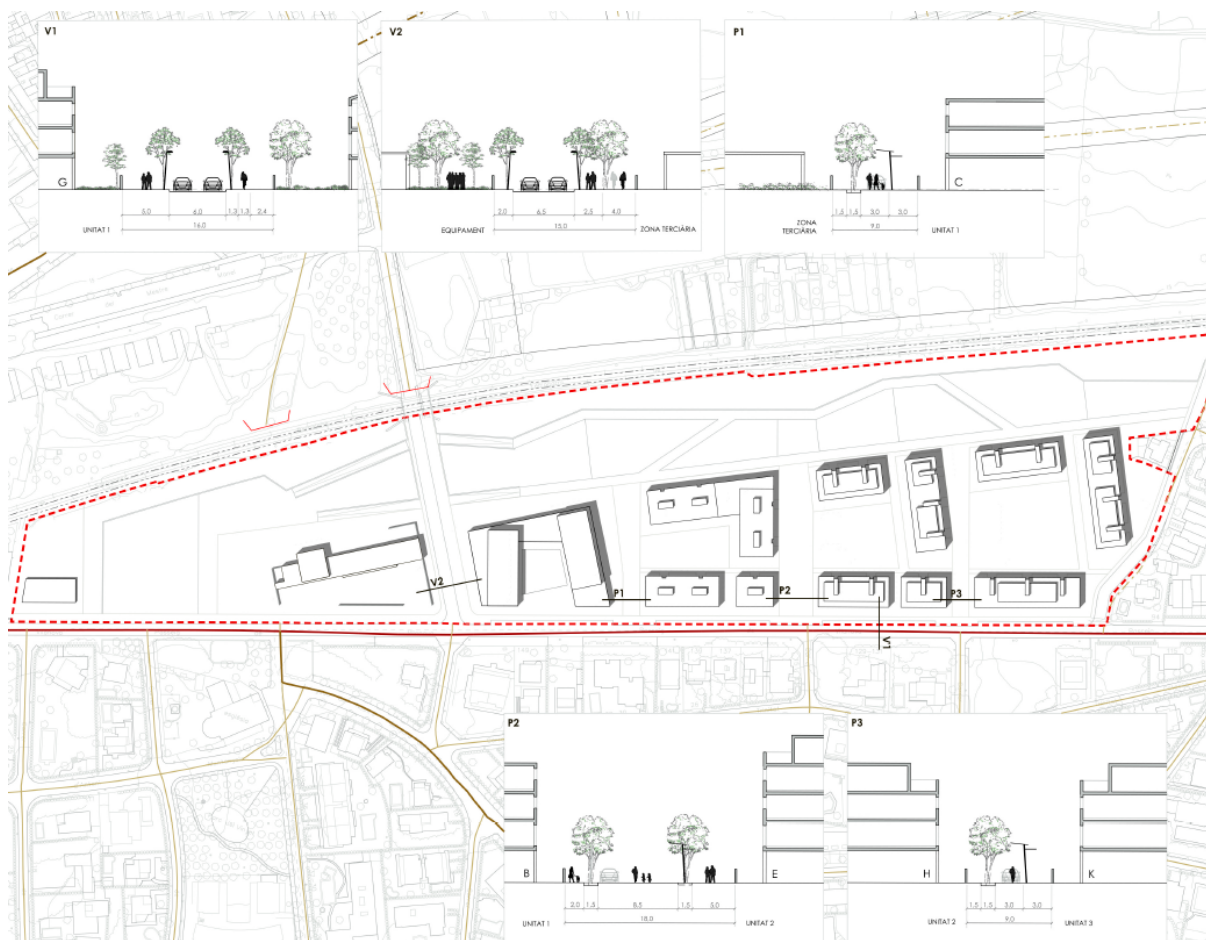 V1
G
5.0 6.0 1.3 1.3 2.4
UNITAT 1 16.0
V2
2.0 6.5 2.5 4.0
EQUIPAMENT 15.0 ZONA TERCIÀRIA
P1
C
1.5 1.5 3.0 3.0
ZONA
TERCIÀRIA 9.0 UNITAT 1
V2
P1
P2
P3
V1
P2
B E
2.0 1.5 8.5 1.5 5.0
UNITAT 1 18.0 UNITAT 2
P3
H K
1.5 1.5 3.0 3.0
UNITAT 2 9.0 UNITAT 3